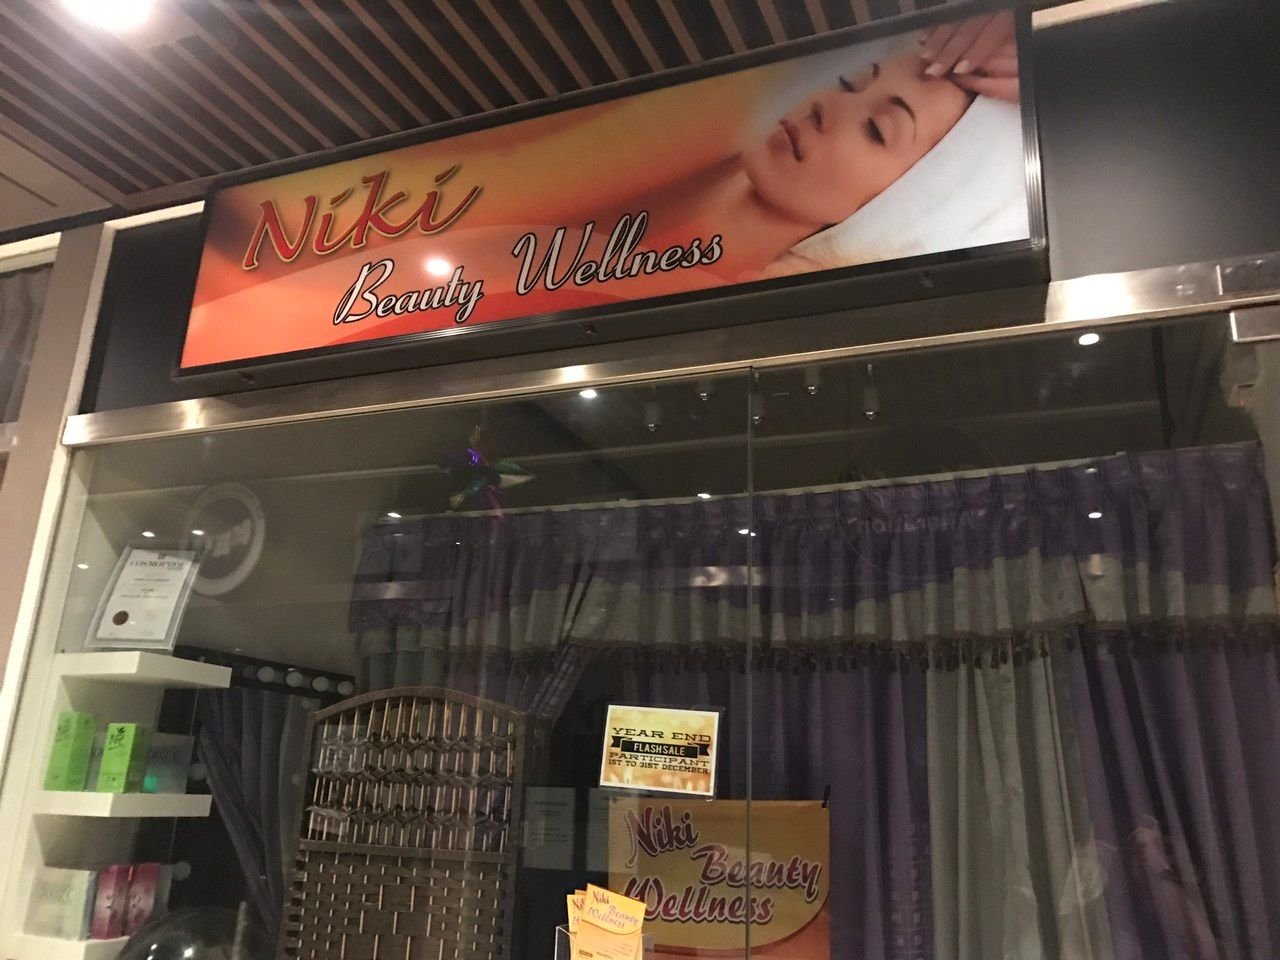 Niki
Beauty Wellness
YEAR END
FLASHSALE
PARTICIPANT
1ST TO 31ST DECEMBER
Niki
Beauty
Wellness
Niki
Beauty
Wellness